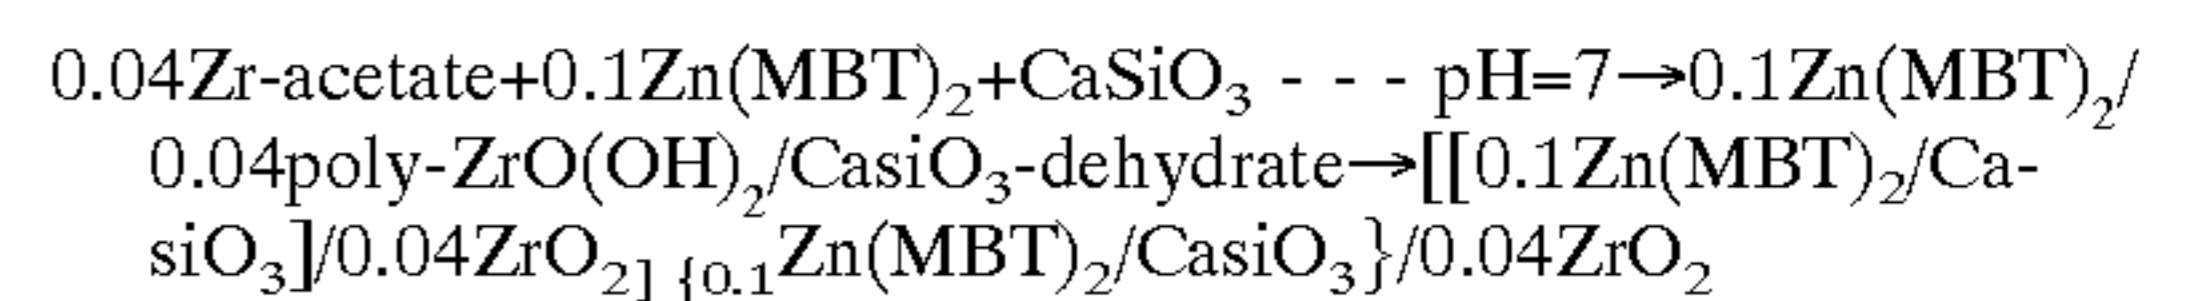 0.04Zr-acetate+0.1Zn(MBT)₂+CaSiO₃ - - - pH=7→0.1Zn(MBT)₂/
0.04poly-ZrO(OH)₂/CasiO₃-dehydrate→[[0.1Zn(MBT)₂/Ca-
siO₃]/0.04ZrO₂] {0.1Zn(MBT)₂/CasiO₃}/0.04ZrO₂